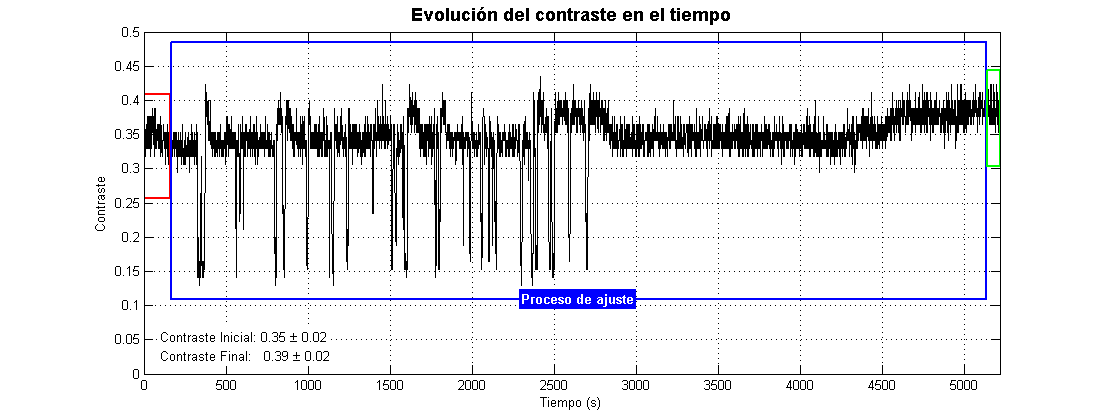 Evolución del contraste en el tiempo
0.5
0.45
0.4
0.35
0.3
0.25
0.2
0.15
0.1
0.05
0
Contraste
Proceso de ajuste
Contraste Inicial: 0.35 ± 0.02
Contraste Final: 0.39 ± 0.02
0 500 1000 1500 2000 2500 3000 3500 4000 4500 5000
Tiempo (s)